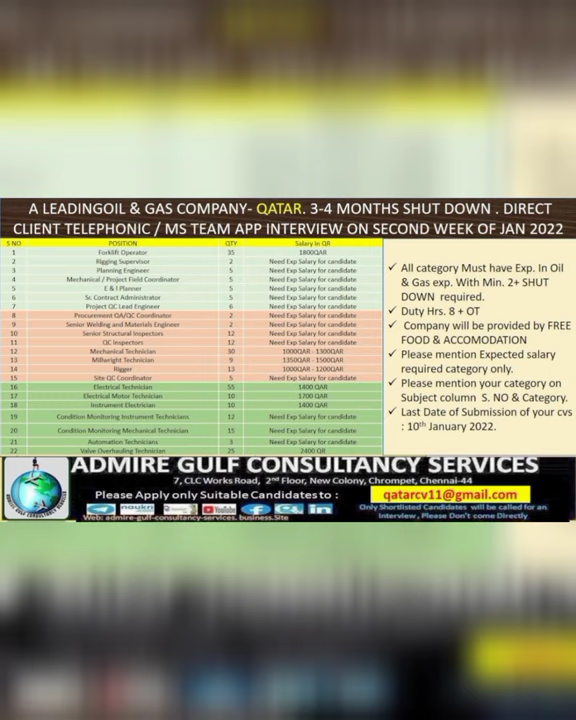 A LEADINGOIL & GAS COMPANY- QATAR. 3-4 MONTHS SHUT DOWN . DIRECT
CLIENT TELEPHONIC / MS TEAM APP INTERVIEW ON SECOND WEEK OF JAN 2022
S NO POSITION QTY Salary in QR
1 Forklift Operator 35 1800QAR
2 Rigging Supervisor 2 Need Exp Salary for candidate
3 Planning Engineer 5 Need Exp Salary for candidate
4 Mechanical / Project Field Coordinator 5 Need Exp Salary for candidate
5 E & I Planner 5 Need Exp Salary for candidate
6 Sr. Contract Administrator 5 Need Exp Salary for candidate
7 Project QC Lead Engineer 6 Need Exp Salary for candidate
8 Procurement QA/QC Coordinator 2 Need Exp Salary for candidate
9 Senior Welding and Materials Engineer 2 Need Exp Salary for candidate
10 Senior Structural Inspectors 12 Need Exp Salary for candidate
11 QC Inspectors 12 Need Exp Salary for candidate
12 Mechanical Technician 30 1000QAR - 1300QAR
13 Millwright Technician 9 1350QAR - 1500QAR
14 Rigger 13 1000QAR - 1200QAR
15 Site QC Coordinator 5 Need Exp Salary for candidate
16 Electrical Technician 55 1400 QAR
17 Electrical Motor Technician 10 1700 QAR
18 Instrument Electrician 10 1400 QAR
19 Condition Monitoring Instrument Technicians 12 Need Exp Salary for candidate
20 Condition Monitoring Mechanical Technician 15 Need Exp Salary for candidate
21 Automation Technicians 3 Need Exp Salary for candidate
22 Valve Overhauling Technician 25 2400 QR
✓ All category Must have Exp. In Oil
& Gas exp. With Min. 2+ SHUT
DOWN required.
✓ Duty Hrs. 8 + OT
✓ Company will be provided by FREE
FOOD & ACCOMODATION
✓ Please mention Expected salary
required category only.
✓ Please mention your category on
Subject column S. NO & Category.
✓ Last Date of Submission of your cvs
: 10th January 2022.
ADMIRE GULF CONSULTANCY SERVICES
7, CLC Works Road, 2nd Floor, New Colony, Chrompet, Chennai-44
Please Apply only Suitable Candidates to :
qatarcv11@gmail.com
YouTube
Only Shortlisted Candidates will be called for an
Interview , Please Don't come Directly
Web: admire-gulf-consultancy-services. business.Site